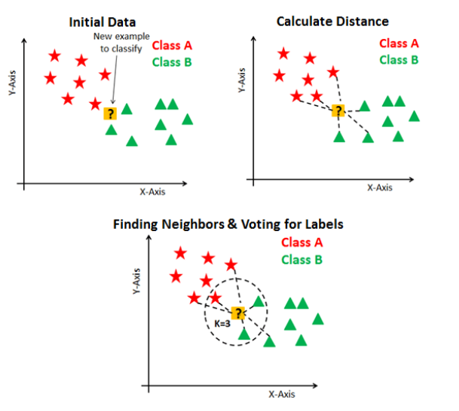 Initial Data
New example
to classify
Class A
Class B
?
Y-Axis
X-Axis
Calculate Distance
Class A
Class B
?
Y-Axis
X-Axis
Finding Neighbors & Voting for Labels
Class A
Class B
?
K=3
Y-Axis
X-Axis